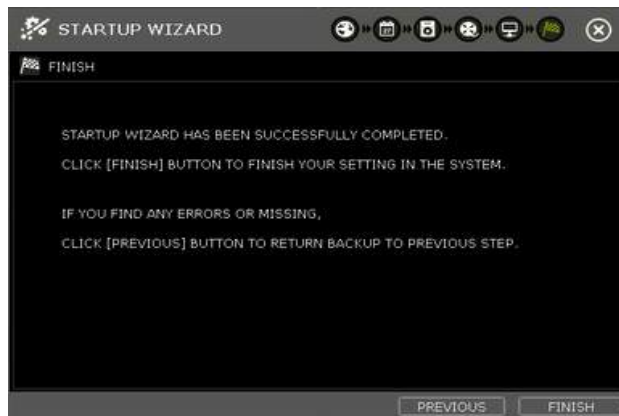 STARTUP WIZARD
FINISH
STARTUP WIZARD HAS BEEN SUCCESSFULLY COMPLETED.
CLICK [FINISH] BUTTON TO FINISH YOUR SETTING IN THE SYSTEM.
IF YOU FIND ANY ERRORS OR MISSING,
CLICK [PREVIOUS] BUTTON TO RETURN BACKUP TO PREVIOUS STEP.
PREVIOUS FINISH